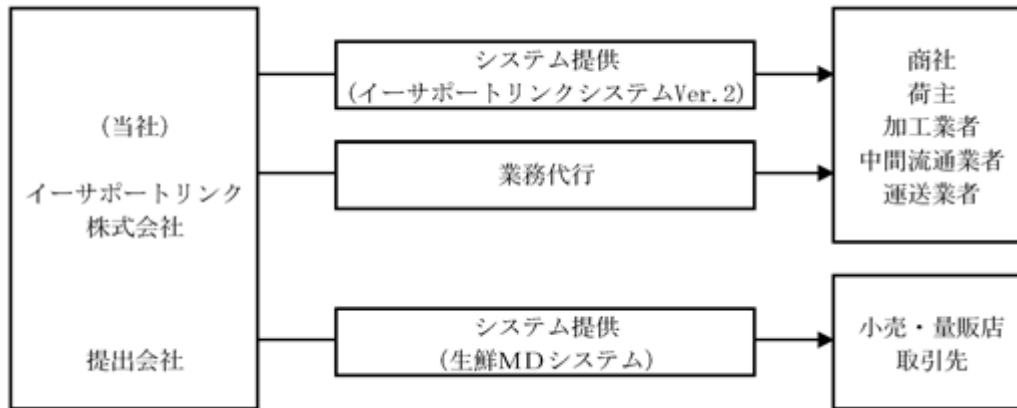 (当社)
イーサポートリンク
株式会社
提出会社
システム提供
(イーサポートリンクシステムVer.2)
業務代行
システム提供
(生鮮ＭＤシステム)
商社
荷主
加工業者
中間流通業者
運送業者
小売・量販店
取引先